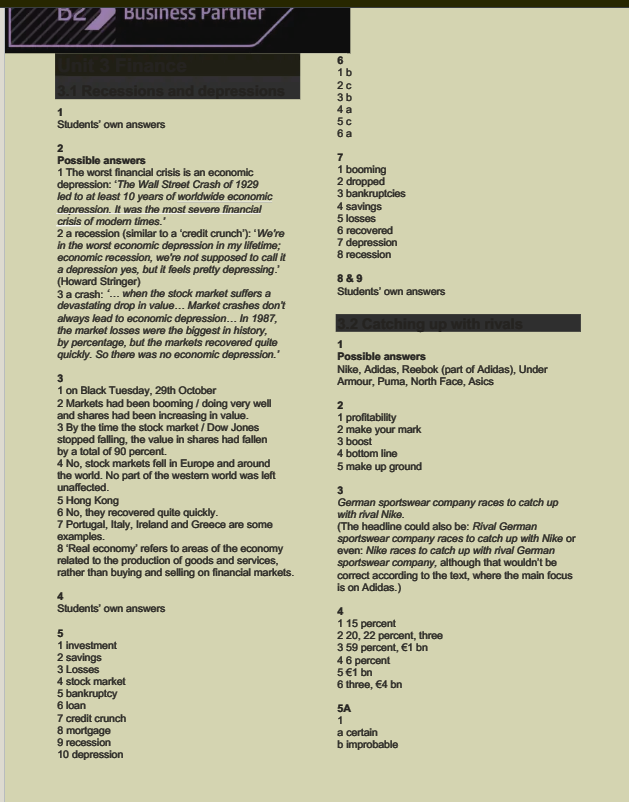 B2 Business Partner
Unit 3 Finance
3.1 Recessions and depressions
1
Students' own answers
2
Possible answers
1 The worst financial crisis is an economic
depression: 'The Wall Street Crash of 1929
led to at least 10 years of worldwide economic
depression. It was the most severe financial
crisis of modern times.'
2 a recession (similar to a 'credit crunch'): 'We're
in the worst economic depression in my lifetime;
economic recession, we're not supposed to call it
a depression yes, but it feels pretty depressing.'
(Howard Stringer)
3 a crash: '… when the stock market suffers a
devastating drop in value… Market crashes don't
always lead to economic depression… In 1987,
the market losses were the biggest in history,
by percentage, but the markets recovered quite
quickly. So there was no economic depression.'
3
1 on Black Tuesday, 29th October
2 Markets had been booming / doing very well
and shares had been increasing in value.
3 By the time the stock market / Dow Jones
stopped falling, the value in shares had fallen
by a total of 90 percent.
4 No, stock markets fell in Europe and around
the world. No part of the western world was left
unaffected.
5 Hong Kong
6 No, they recovered quite quickly.
7 Portugal, Italy, Ireland and Greece are some
examples.
8 'Real economy' refers to areas of the economy
related to the production of goods and services,
rather than buying and selling on financial markets.
4
Students' own answers
5
1 investment
2 savings
3 Losses
4 stock market
5 bankruptcy
6 loan
7 credit crunch
8 mortgage
9 recession
10 depression
6
1 b
2 c
3 b
4 a
5 c
6 a
7
1 booming
2 dropped
3 bankruptcies
4 savings
5 losses
6 recovered
7 depression
8 recession
8 & 9
Students' own answers
3.2 Catching up with rivals
1
Possible answers
Nike, Adidas, Reebok (part of Adidas), Under
Armour, Puma, North Face, Asics
2
1 profitability
2 make your mark
3 boost
4 bottom line
5 make up ground
3
German sportswear company races to catch up
with rival Nike.
(The headline could also be: Rival German
sportswear company races to catch up with Nike or
even: Nike races to catch up with rival German
sportswear company, although that wouldn't be
correct according to the text, where the main focus
is on Adidas.)
4
1 15 percent
2 20, 22 percent, three
3 59 percent, €1 bn
4 6 percent
5 €1 bn
6 three, €4 bn
5A
1
a certain
b improbable